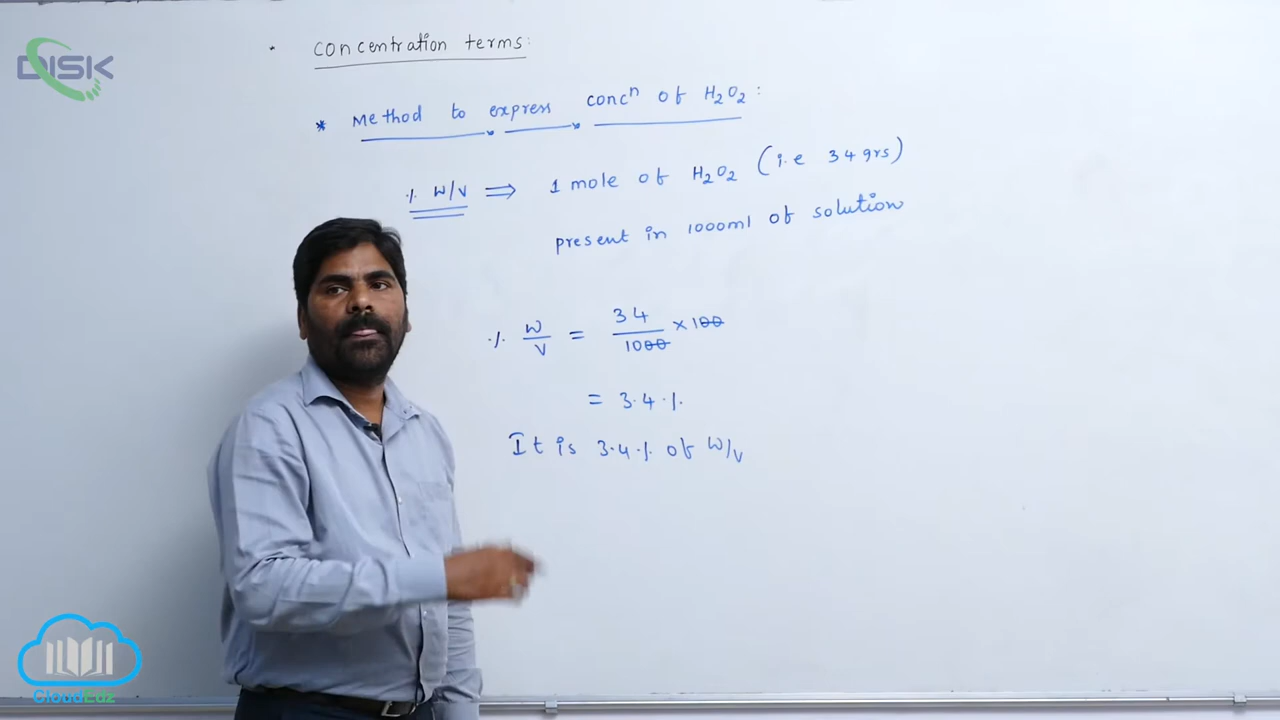 DISK
• Concentration terms:
* Method to express concⁿ of H₂O₂:
% W/V ⇒ 1 mole of H₂O₂ (i.e 34 grs)
present in 1000ml of solution
% W/V = 34/1000 × 100
= 3.4 %
It is 3.4 % of W/V
CloudEdz